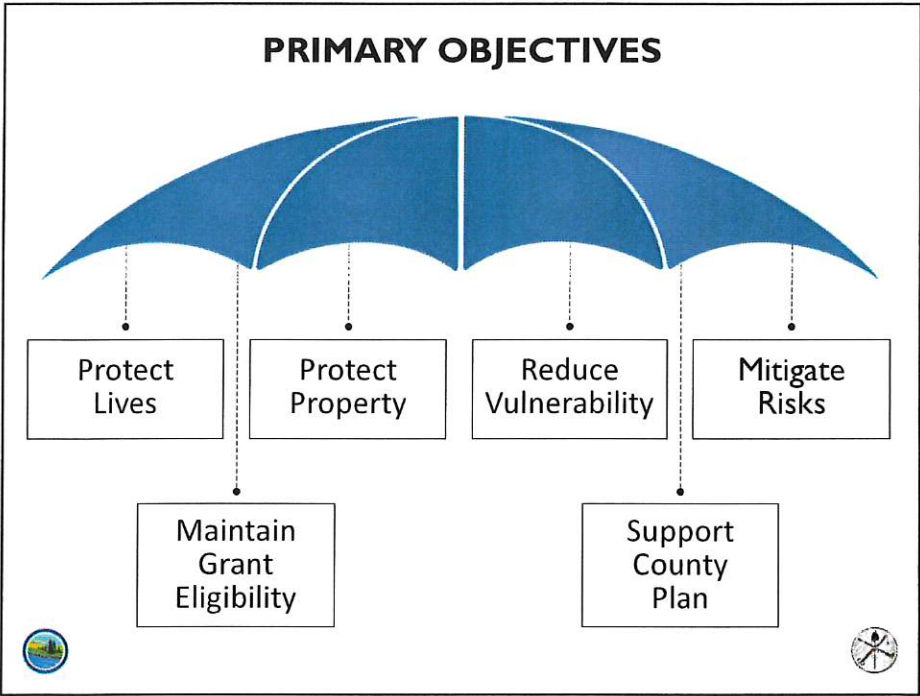 PRIMARY OBJECTIVES
Protect
Lives
Protect
Property
Reduce
Vulnerability
Mitigate
Risks
Maintain
Grant
Eligibility
Support
County
Plan